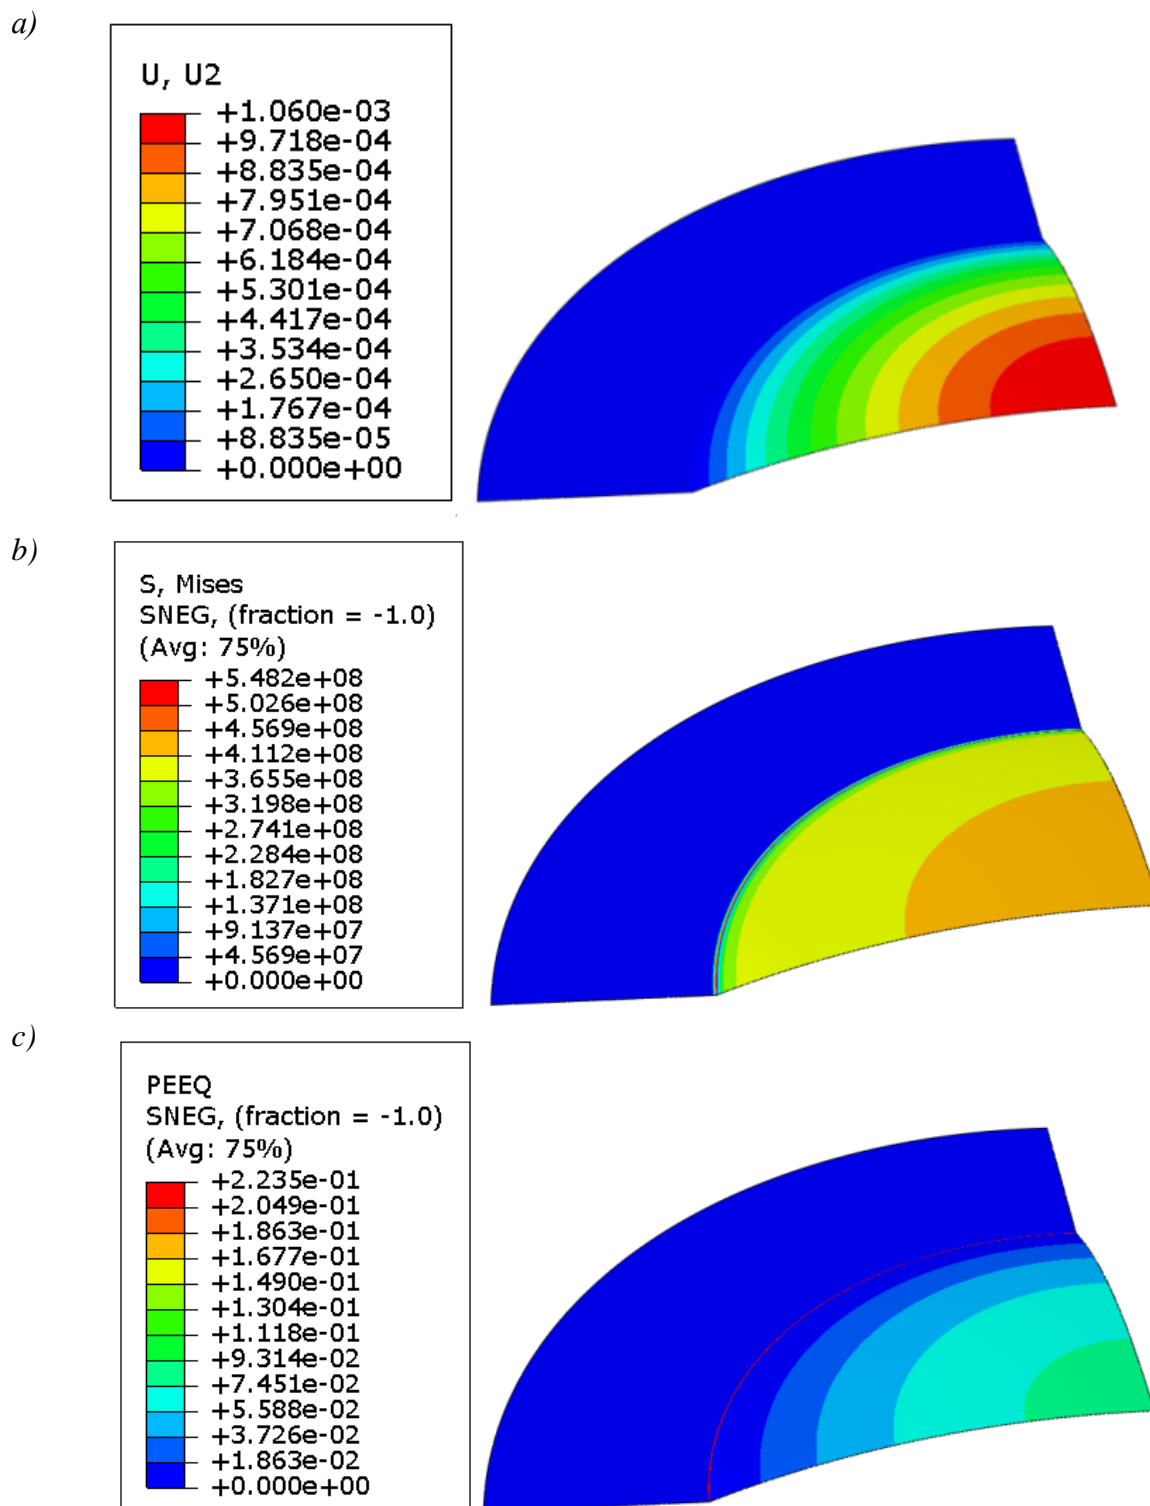 a)
U, U2
+1.060e-03
+9.718e-04
+8.835e-04
+7.951e-04
+7.068e-04
+6.184e-04
+5.301e-04
+4.417e-04
+3.534e-04
+2.650e-04
+1.767e-04
+8.835e-05
+0.000e+00
b)
S, Mises
SNEG, (fraction = -1.0)
(Avg: 75%)
+5.482e+08
+5.026e+08
+4.569e+08
+4.112e+08
+3.655e+08
+3.198e+08
+2.741e+08
+2.284e+08
+1.827e+08
+1.371e+08
+9.137e+07
+4.569e+07
+0.000e+00
c)
PEEQ
SNEG, (fraction = -1.0)
(Avg: 75%)
+2.235e-01
+2.049e-01
+1.863e-01
+1.677e-01
+1.490e-01
+1.304e-01
+1.118e-01
+9.314e-02
+7.451e-02
+5.588e-02
+3.726e-02
+1.863e-02
+0.000e+00